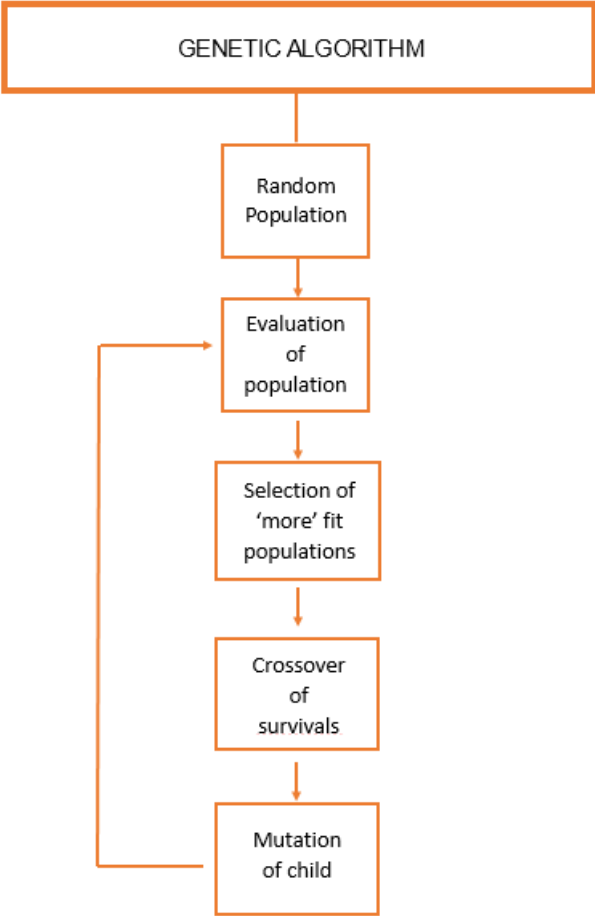 GENETIC ALGORITHM
Random
Population
Evaluation
of
population
Selection of
‘more’ fit
populations
Crossover
of
survivals
Mutation
of child